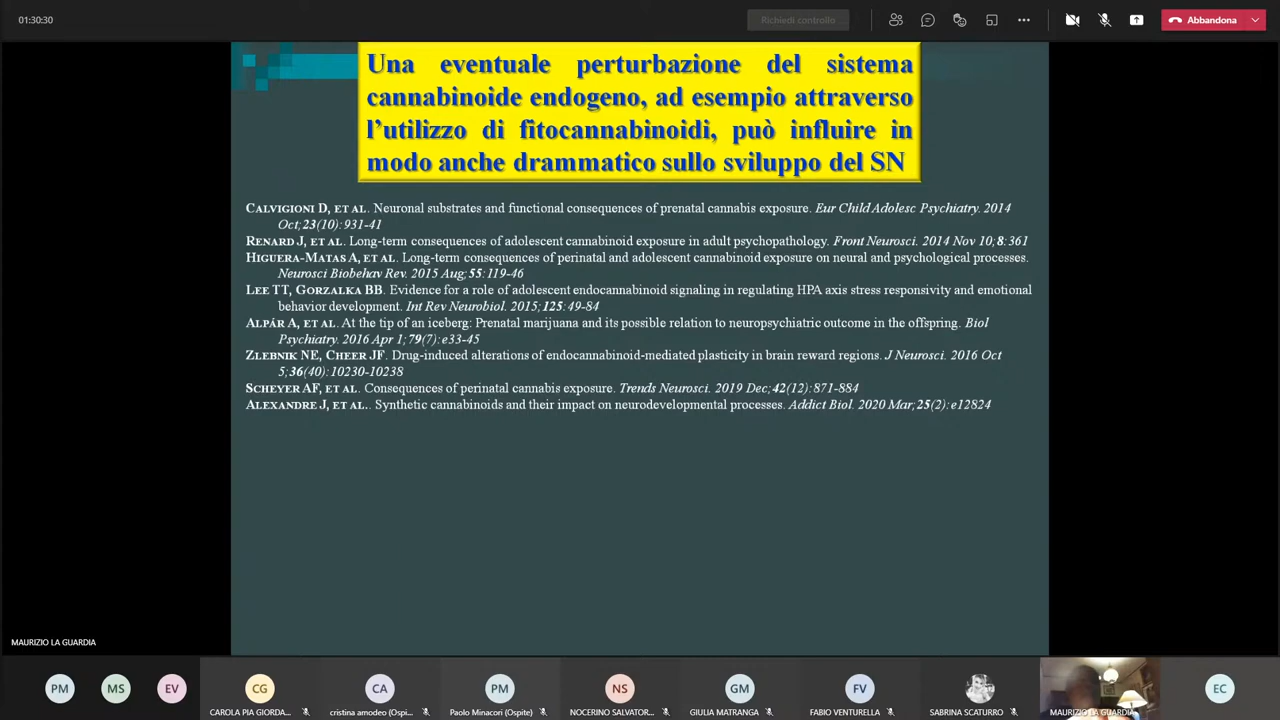 01:30:30
Richiedi controllo
Abbandona
Una eventuale perturbazione del sistema
cannabinoide endogeno, ad esempio attraverso
l’utilizzo di fitocannabinoidi, può influire in
modo anche drammatico sullo sviluppo del SN
CALVIGIONI D, ET AL. Neuronal substrates and functional consequences of prenatal cannabis exposure. Eur Child Adolesc Psychiatry. 2014
Oct;23(10):931-41
RENARD J, ET AL. Long-term consequences of adolescent cannabinoid exposure in adult psychopathology. Front Neurosci. 2014 Nov 10;8:361
HIGUERA-MATAS A, ET AL. Long-term consequences of perinatal and adolescent cannabinoid exposure on neural and psychological processes.
Neurosci Biobehav Rev. 2015 Aug;55:119-46
LEE TT, GORZALKA BB. Evidence for a role of adolescent endocannabinoid signaling in regulating HPA axis stress responsivity and emotional
behavior development. Int Rev Neurobiol. 2015;125:49-84
ALPÁR A, ET AL. At the tip of an iceberg: Prenatal marijuana and its possible relation to neuropsychiatric outcome in the offspring. Biol
Psychiatry. 2016 Apr 1;79(7):e33-45
ZLEBNIK NE, CHEER JF. Drug-induced alterations of endocannabinoid-mediated plasticity in brain reward regions. J Neurosci. 2016 Oct
5;36(40):10230-10238
SCHEYER AF, ET AL. Consequences of perinatal cannabis exposure. Trends Neurosci. 2019 Dec;42(12):871-884
ALEXANDRE J, ET AL.. Synthetic cannabinoids and their impact on neurodevelopmental processes. Addict Biol. 2020 Mar;25(2):e12824
MAURIZIO LA GUARDIA
PM MS EV CG CA PM NS GM FV EC
CAROLA PIA GIORDA... cristina amodeo (Ospi... Paolo Minacori (Ospite) NOCERINO SALVATOR... GIULIA MATRANGA FABIO VENTURELLA SABRINA SCATURRO MAURIZIO LA GUARDIA